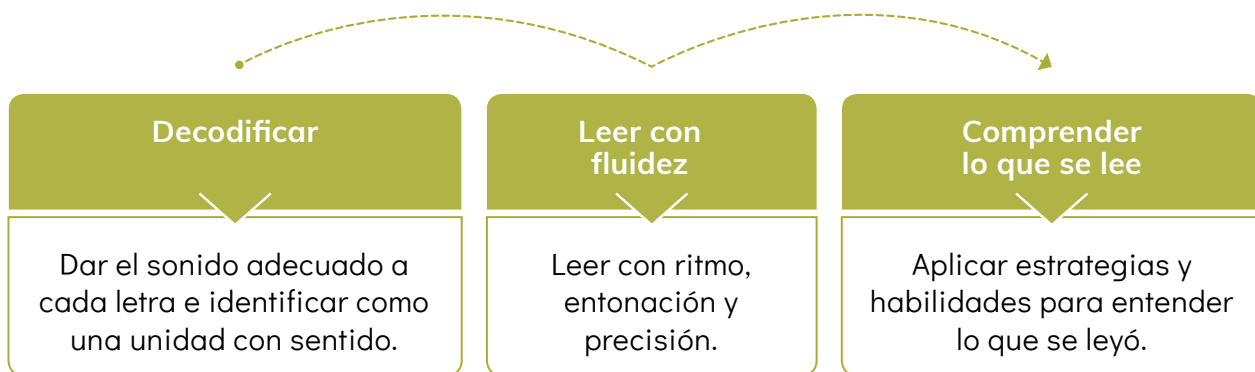 Decodificar
Dar el sonido adecuado a
cada letra e identificar como
una unidad con sentido.
Leer con
fluidez
Leer con ritmo,
entonación y
precisión.
Comprender
lo que se lee
Aplicar estrategias y
habilidades para entender
lo que se leyó.